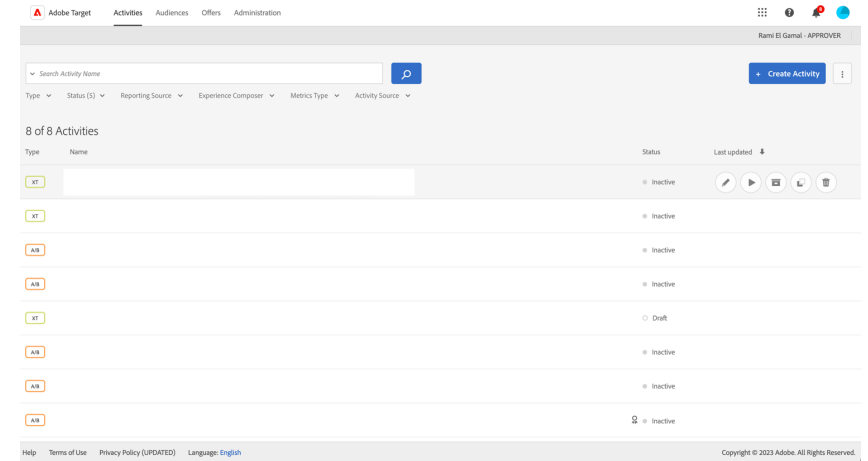 Adobe Target Activities Audiences Offers Administration
Rami El Gamal - APPROVER
Search Activity Name
+ Create Activity
Type Status (5) Reporting Source Experience Composer Metrics Type Activity Source
8 of 8 Activities
Type Name Status Last updated
XT Inactive
XT Inactive
A/B Inactive
A/B Inactive
XT Draft
A/B Inactive
A/B Inactive
A/B Inactive
Help Terms of Use Privacy Policy (UPDATED) Language: English Copyright © 2023 Adobe. All Rights Reserved.